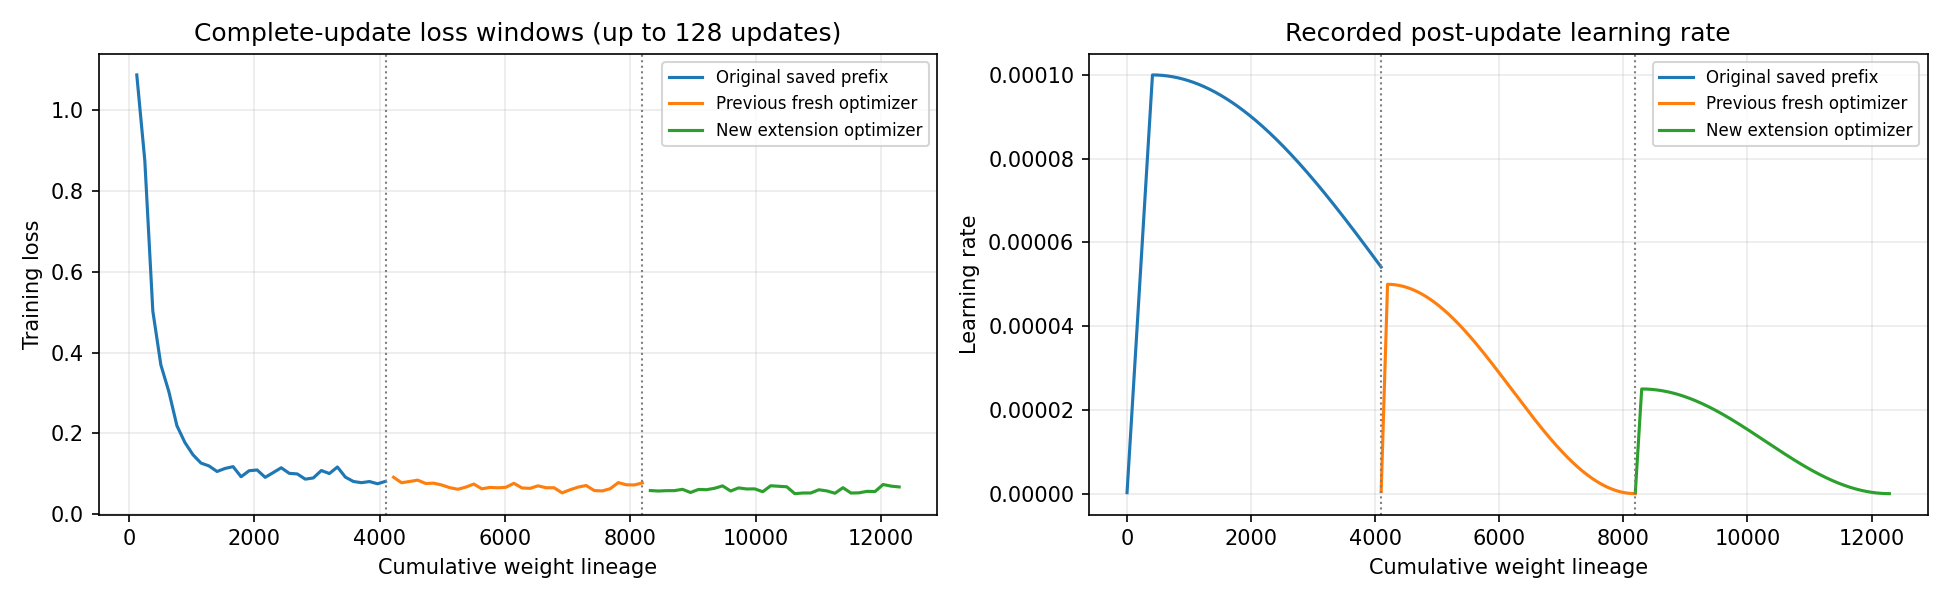 Complete-update loss windows (up to 128 updates)
Training loss
1.0
0.8
0.6
0.4
0.2
0.0
0
2000
4000
6000
8000
10000
12000
Cumulative weight lineage
Original saved prefix
Previous fresh optimizer
New extension optimizer
Recorded post-update learning rate
Learning rate
0.00010
0.00008
0.00006
0.00004
0.00002
0.00000
0
2000
4000
6000
8000
10000
12000
Cumulative weight lineage
Original saved prefix
Previous fresh optimizer
New extension optimizer